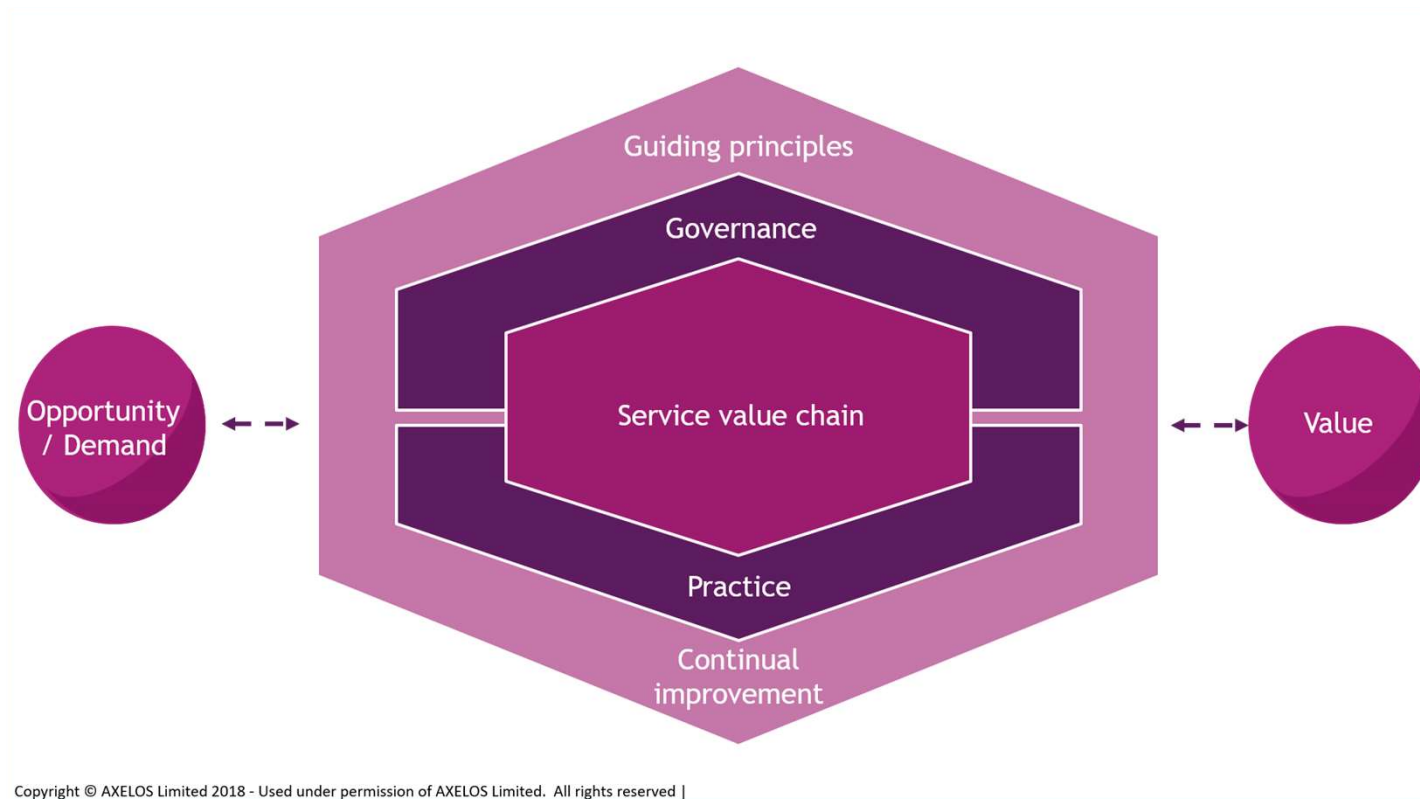 Guiding principles
Governance
Opportunity
/ Demand
Service value chain
Value
Practice
Continual
improvement
Copyright © AXELOS Limited 2018 - Used under permission of AXELOS Limited.  All rights reserved |